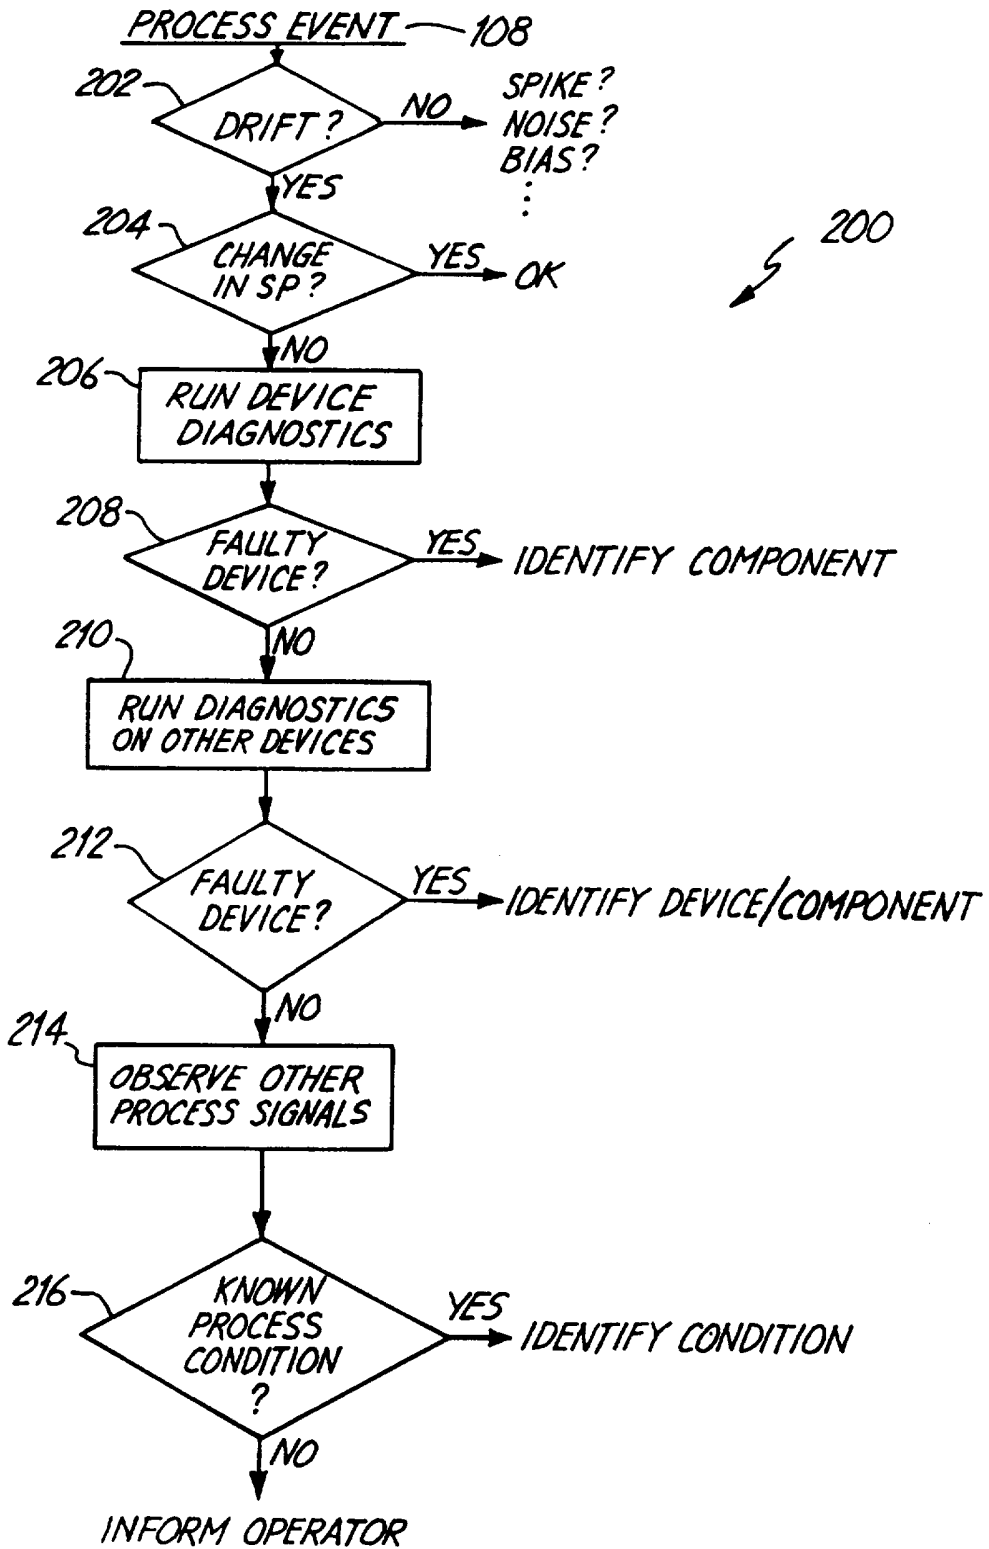 PROCESS EVENT 108
202
DRIFT?
NO
SPIKE?
NOISE?
BIAS?
YES
200
204
CHANGE
IN SP?
YES
OK
NO
206
RUN DEVICE
DIAGNOSTICS
208
FAULTY
DEVICE?
YES
IDENTIFY COMPONENT
NO
210
RUN DIAGNOSTICS
ON OTHER DEVICES
212
FAULTY
DEVICE?
YES
IDENTIFY DEVICE/COMPONENT
NO
214
OBSERVE OTHER
PROCESS SIGNALS
216
KNOWN
PROCESS
CONDITION
?
YES
IDENTIFY CONDITION
NO
INFORM OPERATOR